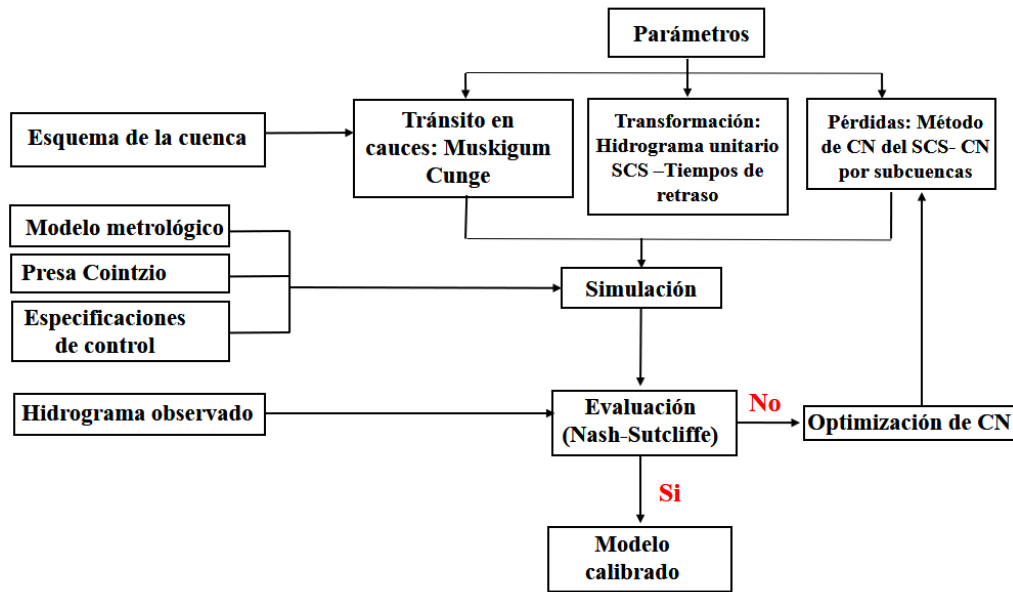 Parámetros
Esquema de la cuenca
Tránsito en
cauces: Muskigum
Cunge
Transformación:
Hidrograma unitario
SCS –Tiempos de
retraso
Pérdidas: Método
de CN del SCS- CN
por subcuencas
Modelo metrológico
Presa Cointzio
Especificaciones
de control
Simulación
Hidrograma observado
Evaluación
(Nash-Sutcliffe)
No
Optimización de CN
Si
Modelo
calibrado